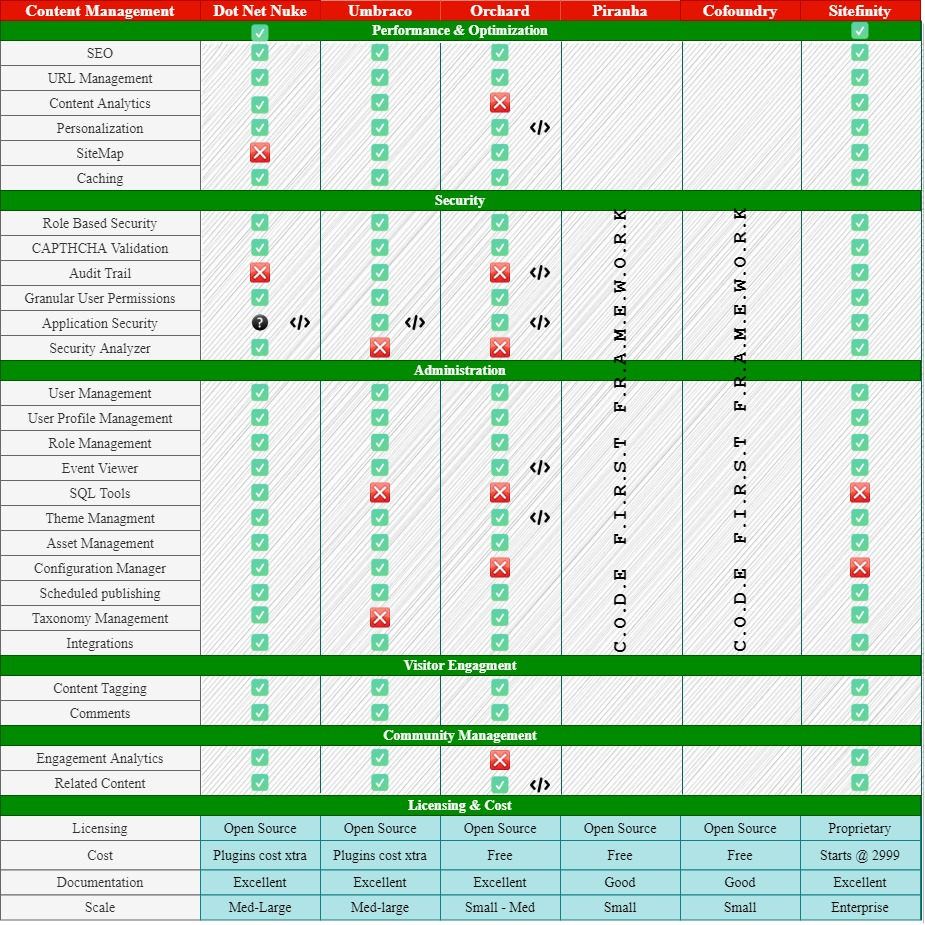 Content Management Dot Net Nuke Umbraco Orchard Piranha Cofoundry Sitefinity
Performance & Optimization
SEO
URL Management
Content Analytics
Personalization </>
SiteMap
Caching
Security
Role Based Security
CAPTHCHA Validation
Audit Trail </>
Granular User Permissions
Application Security ? </> </> </>
Security Analyzer
Administration
User Management
User Profile Management
Role Management
Event Viewer </>
SQL Tools
Theme Managment </>
Asset Management
Configuration Manager
Scheduled publishing
Taxonomy Management
Integrations
C.O.D.E F.I.R.S.T F.R.A.M.E.W.O.R.K
C.O.D.E F.I.R.S.T F.R.A.M.E.W.O.R.K
Visitor Engagment
Content Tagging
Comments
Community Management
Engagement Analytics
Related Content </>
Licensing & Cost
Licensing Open Source Open Source Open Source Open Source Open Source Proprietary
Cost Plugins cost xtra Plugins cost xtra Free Free Free Starts @ 2999
Documentation Excellent Excellent Excellent Good Good Excellent
Scale Med-Large Med-large Small - Med Small Small Enterprise